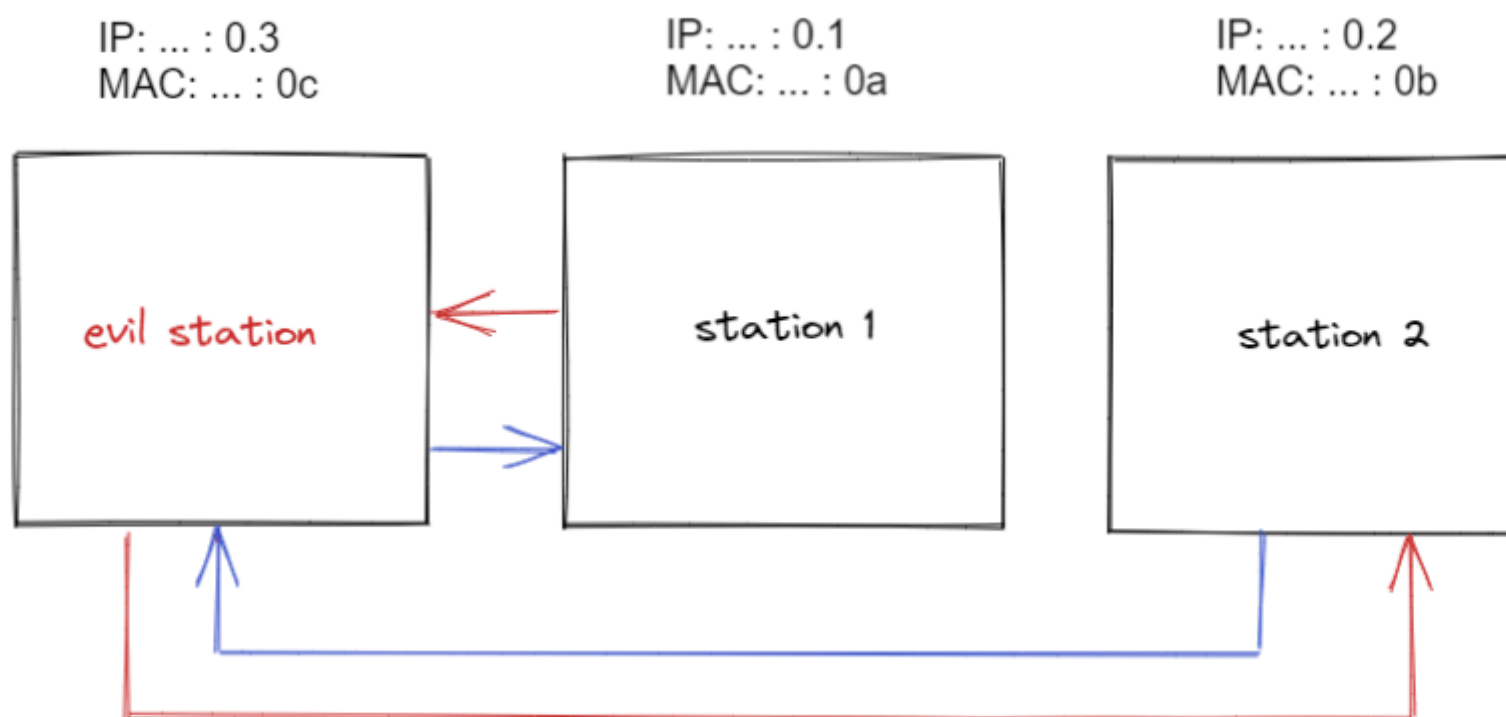 IP: ... : 0.3
MAC: ... : 0c
IP: ... : 0.1
MAC: ... : 0a
IP: ... : 0.2
MAC: ... : 0b
evil station
station 1
station 2